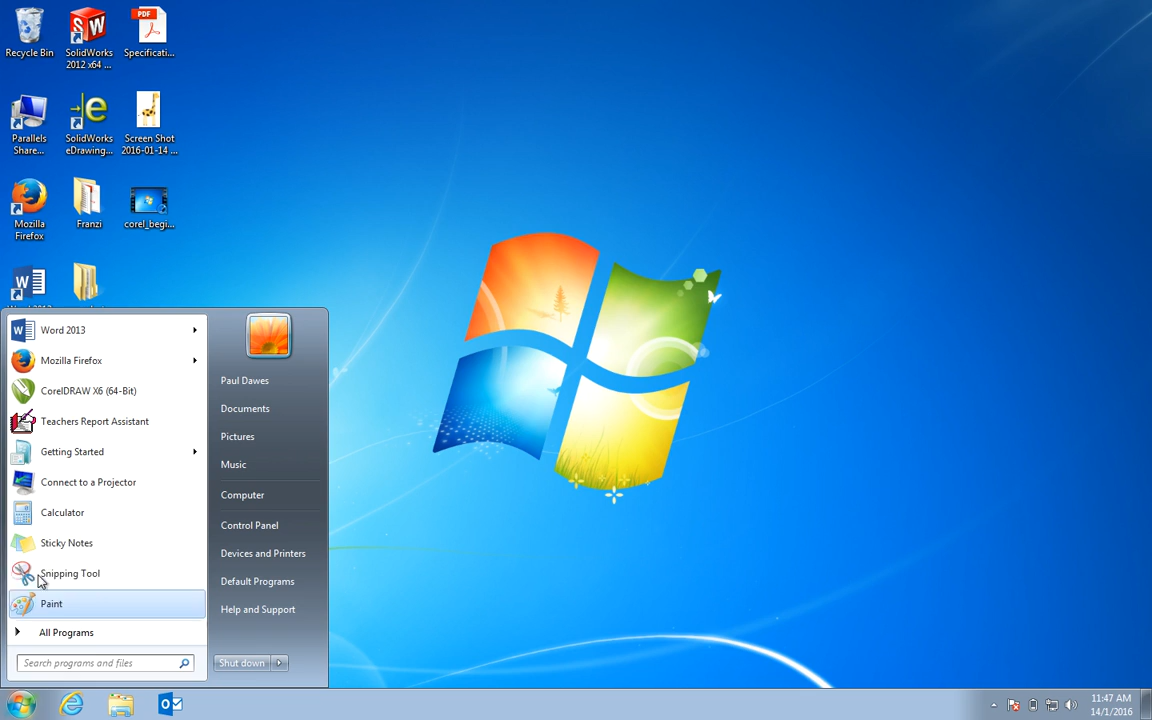 Recycle Bin
SolidWorks
2012 x64 ...
PDF
Specificati...
Parallels
Share...
SolidWorks
eDrawing...
Screen Shot
2016-01-14 ...
Mozilla
Firefox
Franzi
corel_begi...
Word 2013
Mozilla Firefox
CorelDRAW X6 (64-Bit)
Teachers Report Assistant
Getting Started
Connect to a Projector
Calculator
Sticky Notes
Snipping Tool
Paint
All Programs
Search programs and files
Paul Dawes
Documents
Pictures
Music
Computer
Control Panel
Devices and Printers
Default Programs
Help and Support
Shut down
11:47 AM
14/1/2016